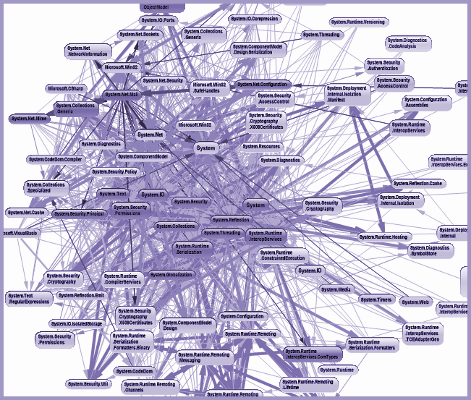 System.IO.Ports
System.IO.Compression
System.Runtime.Versioning
System.Net.Sockets
System.Collections
.Generic
System.Threading
System.Diagnostics
.CodeAnalysis
System.Net
.NetworkInformation
System.ComponentModel
.Design.Serialization
Microsoft.Win32
System.Security
.Authentication
System.Net.Security
Microsoft.Win32
.SafeHandles
System.Net.Configuration
System.Security
.AccessControl
Microsoft.CSharp
System.Net.Mail
System.Deployment
.Internal.Isolation
.Manifest
System.Security
.AccessControl
System.Configuration
.Assemblies
System.Collections
.Generic
System.Net.Mime
System.Security
.Cryptography
.X509Certificates
Microsoft.Win32
System.Runtime
.InteropServices
System.Net
System.Diagnostics
System
System.Resources
System.CodeDom.Compiler
System.ComponentModel
System.Diagnostics
System.Security.Policy
System.Collections
.Specialized
System.Runtime.Cache
System.Text
System.IO
System.Deployment
.Internal.Isolation
System.Security
System
System.Security
.Cryptography
System.Net.Cache
System.Security.Principal
System.Security
.Permissions
System.Reflection
System.Collections
System.Threading
System.Runtime
.InteropServices
System.Runtime.Hosting
System.Runtime
.Serialization
System.Diagnostics
.SymbolStore
System.Runtime
.ConstrainedExecution
System.IO
System.Security
.Cryptography
System.Runtime
.CompilerServices
System.Globalization
System.Media
System.Text
.RegularExpressions
System.Reflection.Emit
System.Timers
System.Web
System.Security
.Cryptography
.X509Certificates
System.IO.IsolatedStorage
System.ComponentModel
.Design
System.Configuration
System.Runtime
.InteropServices
.TCEAdapterGen
System.Security
.Permissions
System.Runtime
.Serialization
.Formatters.Binary
System.Runtime.Remoting
System.Runtime.Remoting
.Messaging
System.Runtime
.InteropServices.ComTypes
System.Runtime
.Serialization.Formatters
System.CodeDom
System.Runtime
System.Security.Util
System.Runtime.Remoting
.Channels
System.Runtime.Remoting
.Lifetime
System.Runtime.Remoting